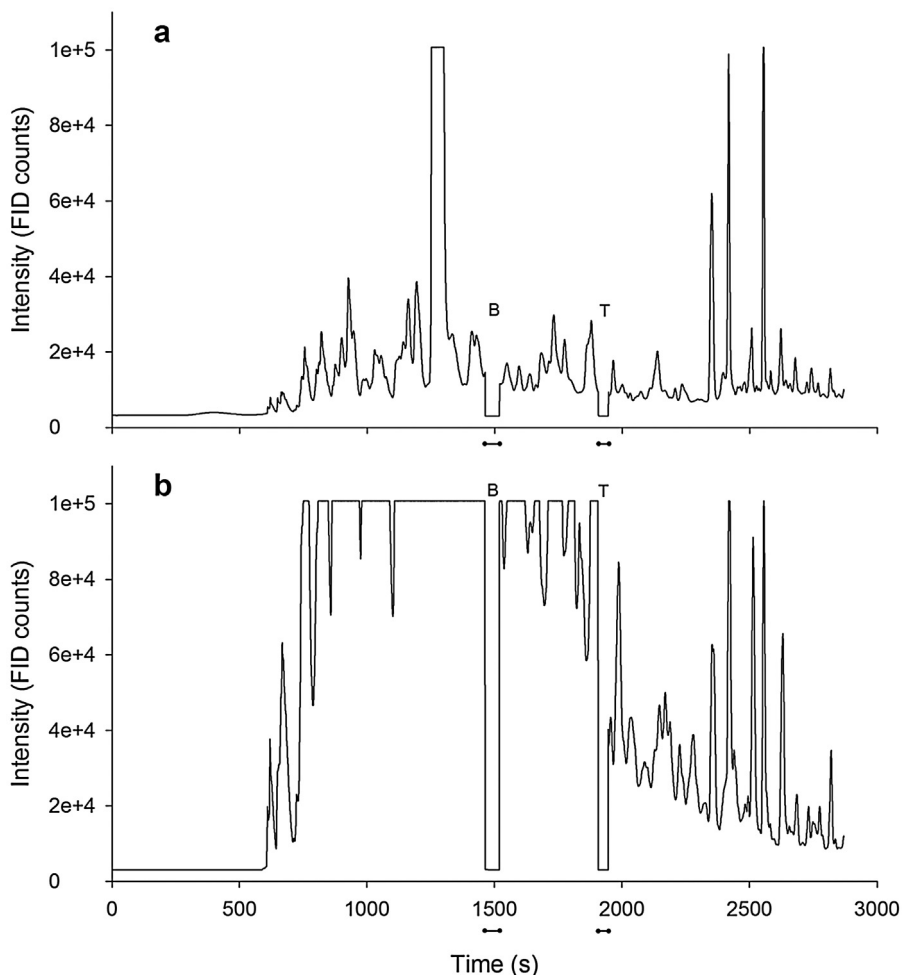 a
1e+5
8e+4
6e+4
4e+4
2e+4
0
Intensity (FID counts)
B
T
b
1e+5
8e+4
6e+4
4e+4
2e+4
0
Intensity (FID counts)
B
T
0 500 1000 1500 2000 2500 3000
Time (s)